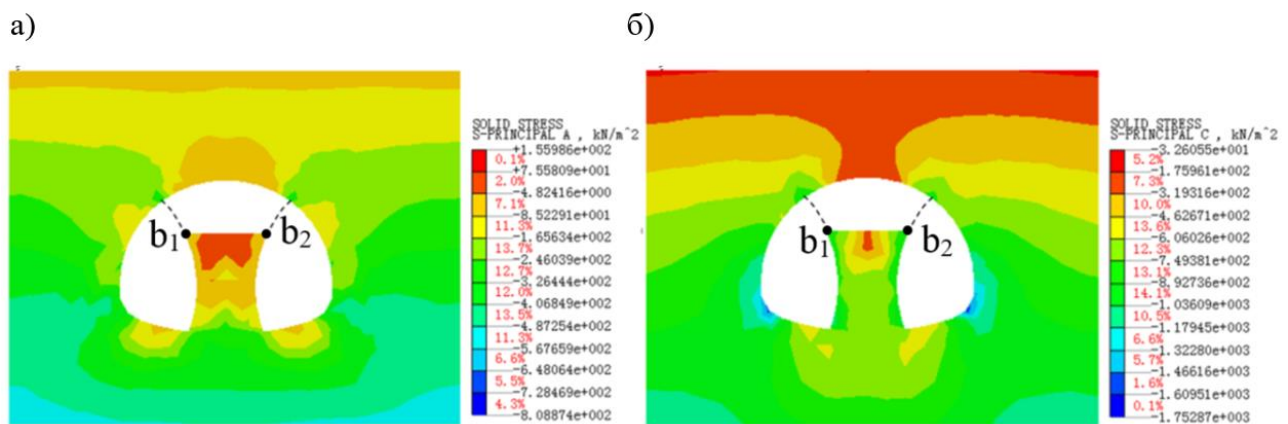 а)
б)
SOLID STRESS
S-PRINCIPAL A , kN/m^2
+1.55986e+002
0.1%
+7.55809e+001
2.0%
-4.82416e+000
7.1%
-8.52291e+001
11.3%
-1.65634e+002
13.7%
-2.46039e+002
12.7%
-3.26444e+002
12.0%
-4.06849e+002
13.5%
-4.87254e+002
11.3%
-5.67659e+002
6.6%
-6.48064e+002
5.5%
-7.28469e+002
4.3%
-8.08874e+002
b1
b2
SOLID STRESS
S-PRINCIPAL C , kN/m^2
-3.26055e+001
5.2%
-1.75961e+002
7.3%
-3.19316e+002
10.0%
-4.62671e+002
13.6%
-6.06026e+002
12.3%
-7.49381e+002
13.1%
-8.92736e+002
14.1%
-1.03609e+003
10.5%
-1.17945e+003
6.6%
-1.32280e+003
5.7%
-1.46616e+003
1.6%
-1.60951e+003
0.1%
-1.75287e+003
b1
b2